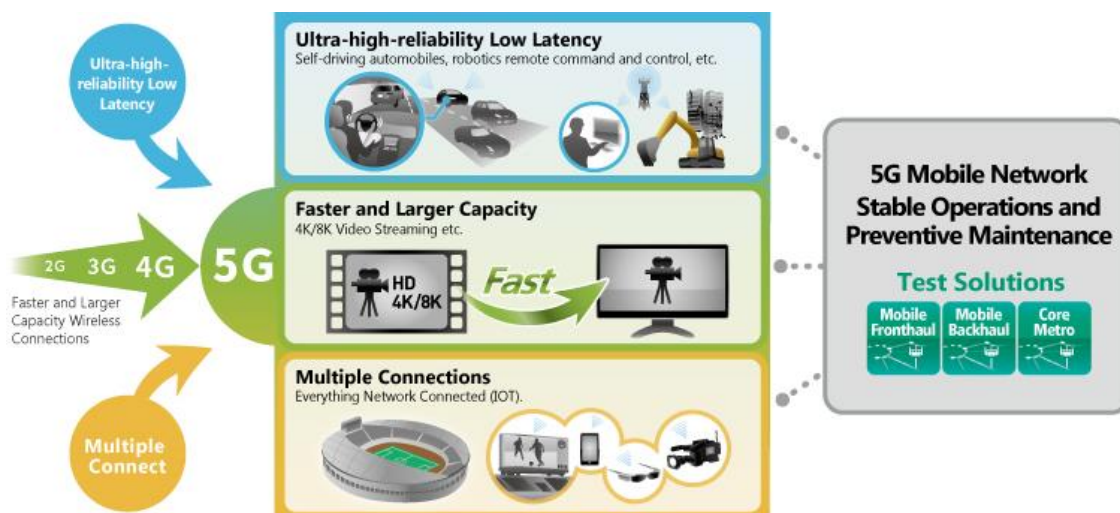 Ultra-high-
reliability Low
Latency
2G 3G 4G 5G
Faster and Larger
Capacity Wireless
Connections
Multiple
Connect
Ultra-high-reliability Low Latency
Self-driving automobiles, robotics remote command and control, etc.
Faster and Larger Capacity
4K/8K Video Streaming etc.
HD
4K/8K
Fast
Multiple Connections
Everything Network Connected (IOT).
5G Mobile Network
Stable Operations and
Preventive Maintenance
Test Solutions
Mobile
Fronthaul
Mobile
Backhaul
Core
Metro